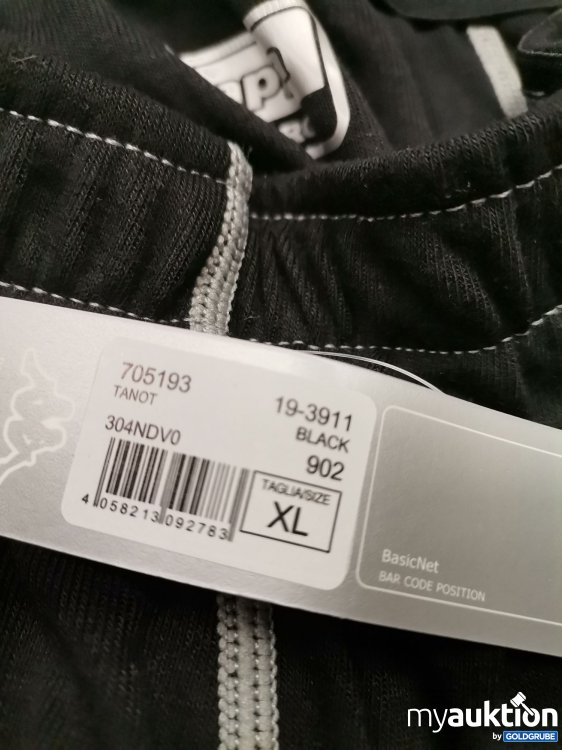 705193
TANOT
19-3911
BLACK
304NDV0
902
TAGLIA/SIZE
XL
4 058213 092783
BasicNet
BAR CODE POSITION
myauktion
by GOLDGRUBE